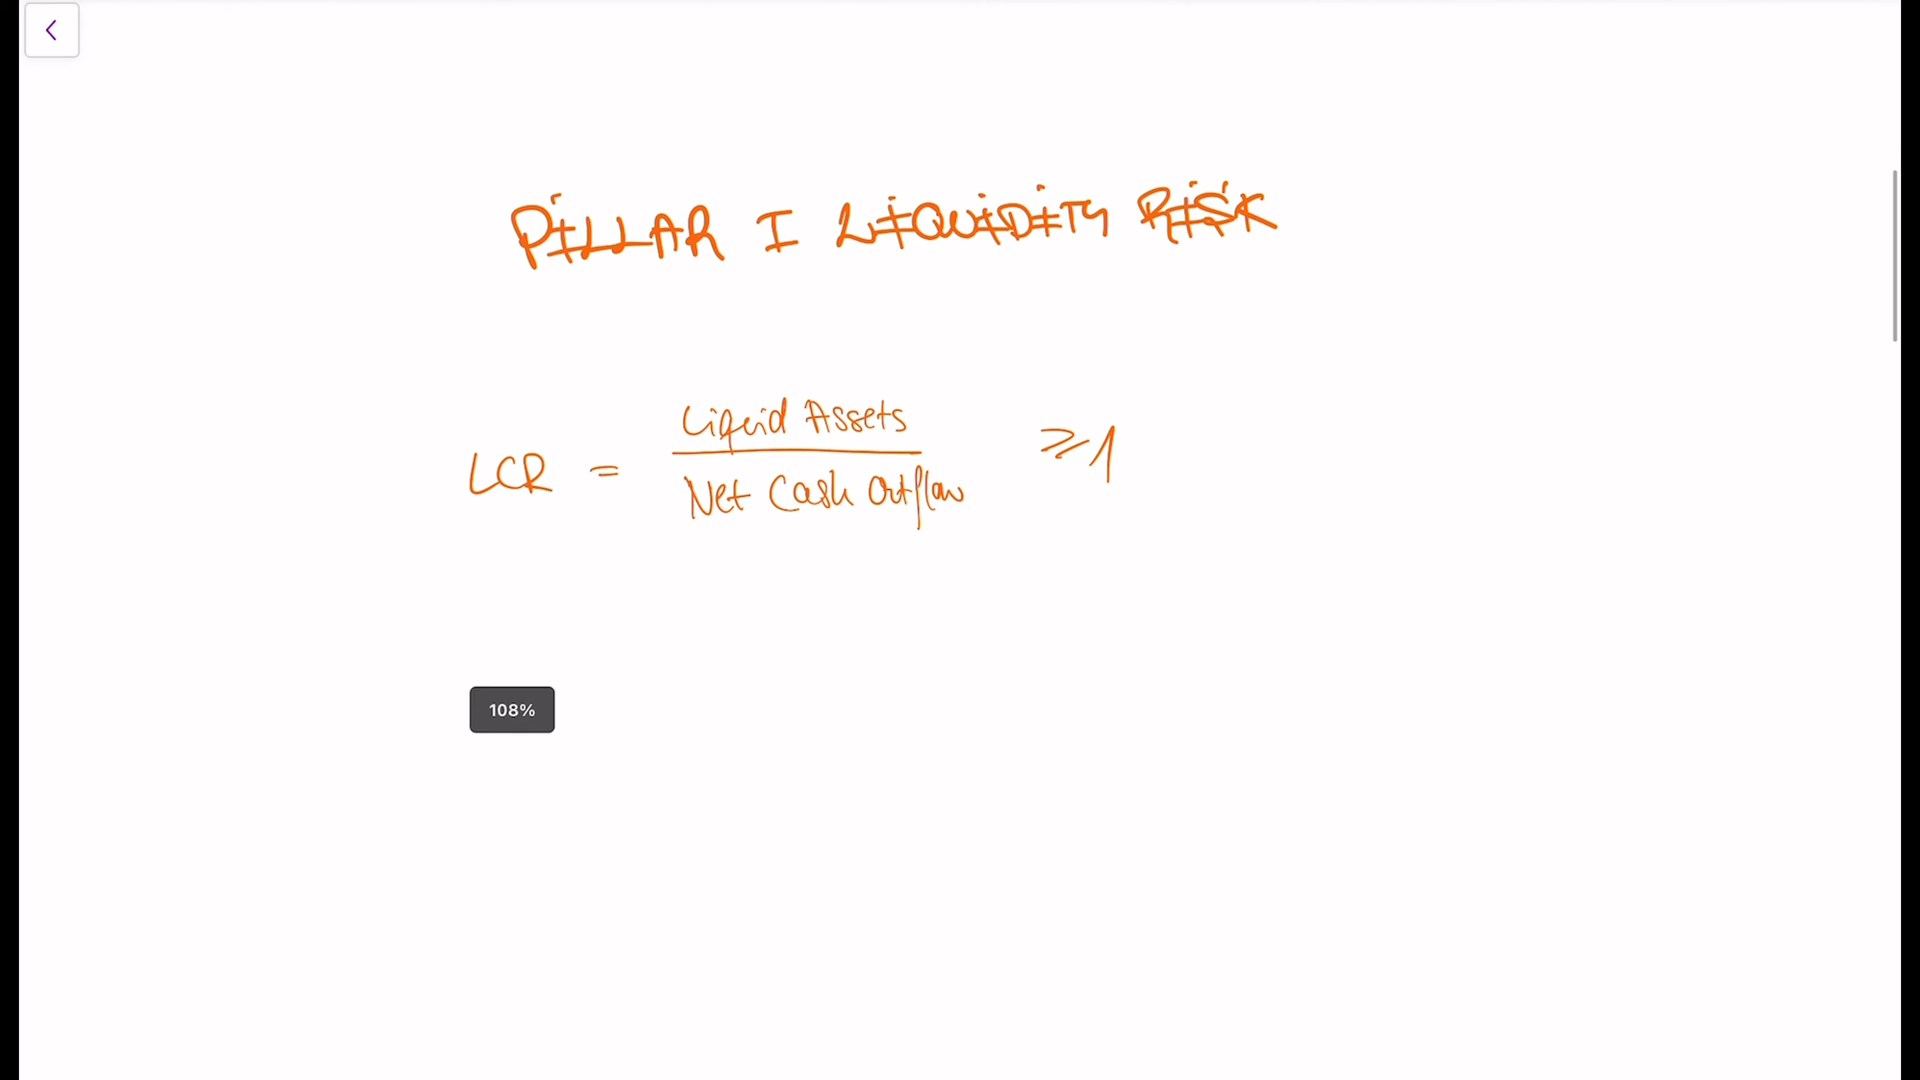 PILLAR I LIQUIDITY RISK
LCR = Liquid Assets / Net Cash Outflow ≥ 1
108%